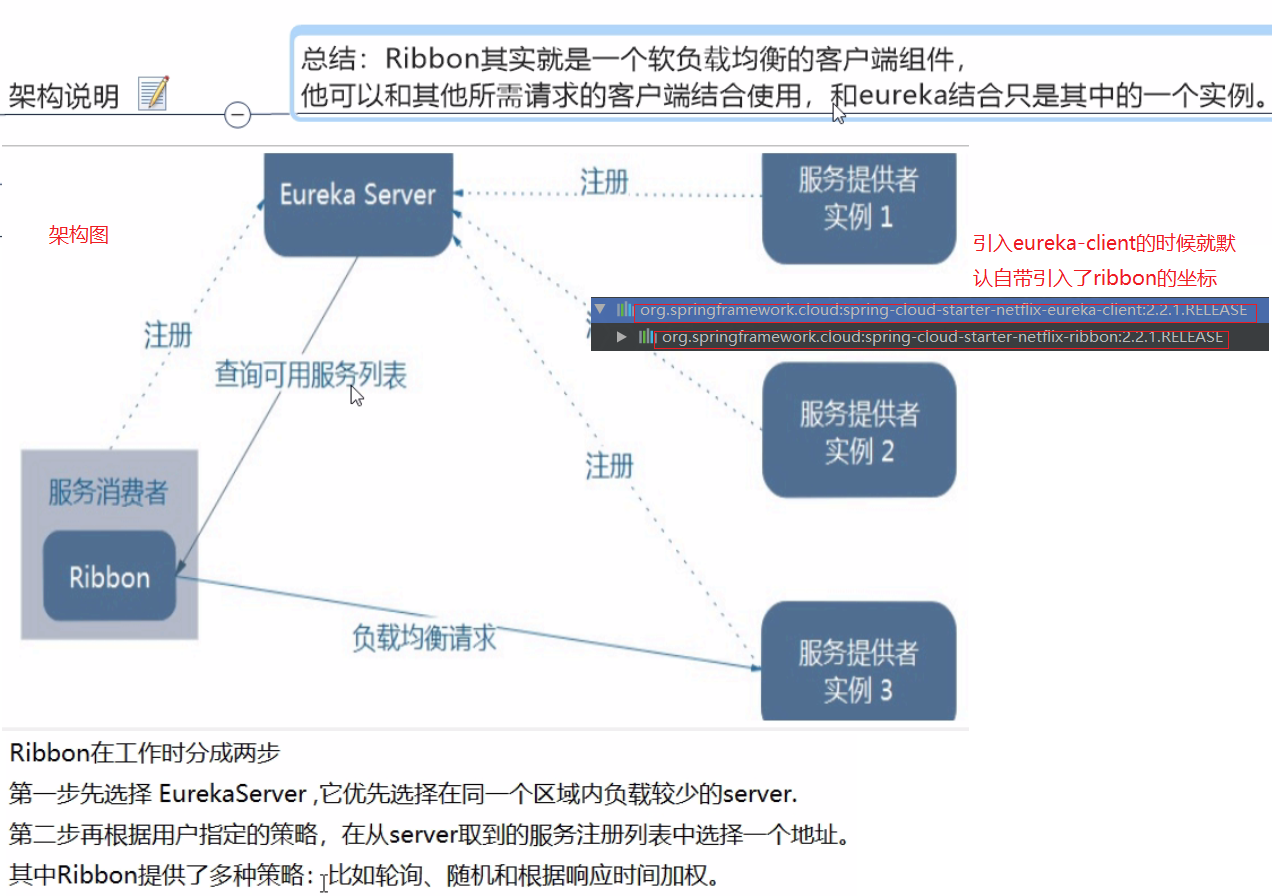 总结：Ribbon其实就是一个软负载均衡的客户端组件，
他可以和其他所需请求的客户端结合使用，和eureka结合只是其中的一个实例。
架构说明
架构图
Eureka Server
注册
服务提供者
实例 1
引入eureka-client的时候就默
认自带引入了ribbon的坐标
org.springframework.cloud:spring-cloud-starter-netflix-eureka-client:2.2.1.RELEASE
org.springframework.cloud:spring-cloud-starter-netflix-ribbon:2.2.1.RELEASE
注册
查询可用服务列表
服务提供者
实例 2
注册
服务消费者
Ribbon
负载均衡请求
服务提供者
实例 3
Ribbon在工作时分成两步
第一步先选择 EurekaServer ,它优先选择在同一个区域内负载较少的server.
第二步再根据用户指定的策略，在从server取到的服务注册列表中选择一个地址。
其中Ribbon提供了多种策略：比如轮询、随机和根据响应时间加权。